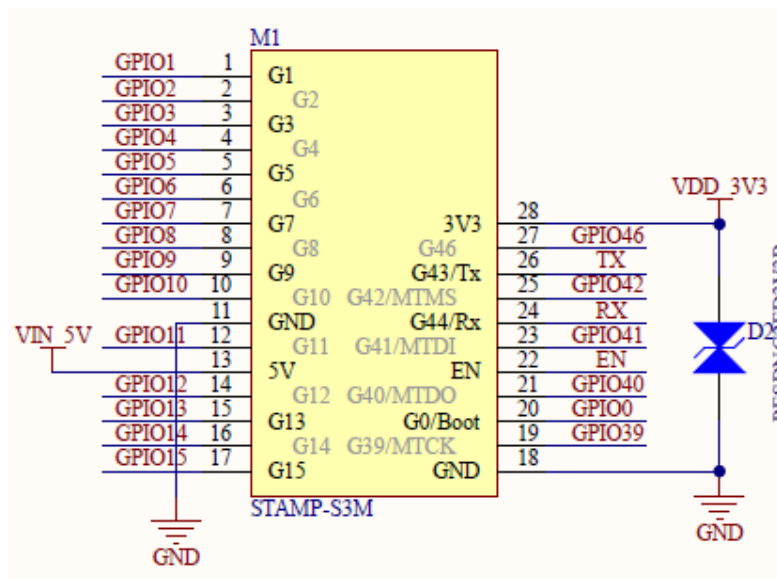 M1
GPIO1 1 G1
GPIO2 2 G2
GPIO3 3 G3
GPIO4 4 G4
GPIO5 5 G5
GPIO6 6 G6
GPIO7 7 G7
GPIO8 8 G8
GPIO9 9 G9
GPIO10 10 G10
11 GND
VIN_5V
GPIO11 12 G11
13 5V
GPIO12 14 G12
GPIO13 15 G13
GPIO14 16 G14
GPIO15 17 G15
GND
3V3 28
G46 27 GPIO46
G43/Tx 26 TX
G42/MTMS 25 GPIO42
G44/Rx 24 RX
G41/MTDI 23 GPIO41
EN 22 EN
G40/MTDO 21 GPIO40
G0/Boot 20 GPIO0
G39/MTCK 19 GPIO39
GND 18
STAMP-S3M
VDD_3V3
D2
GND